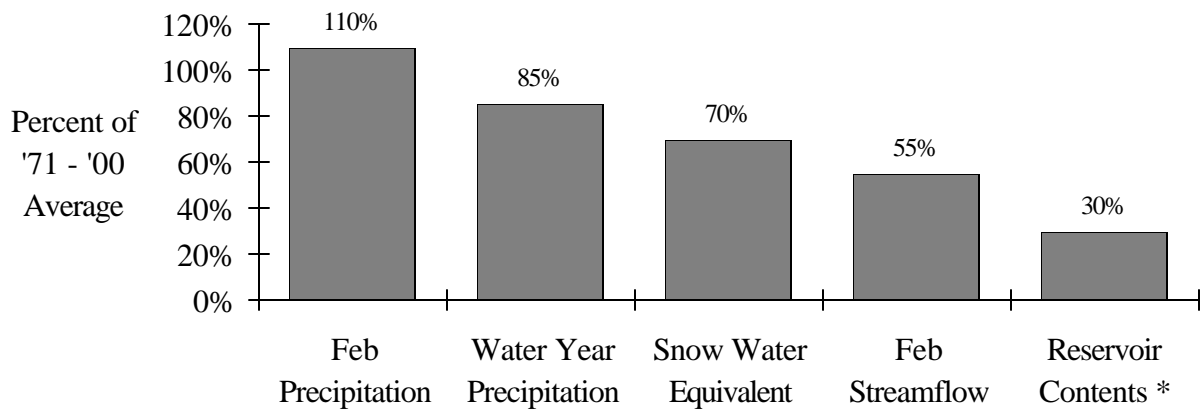 120%
100%
80%
60%
40%
20%
0%
Percent of
'71 - '00
Average
110%
85%
70%
55%
30%
Feb
Precipitation
Water Year
Precipitation
Snow Water
Equivalent
Feb
Streamflow
Reservoir
Contents *